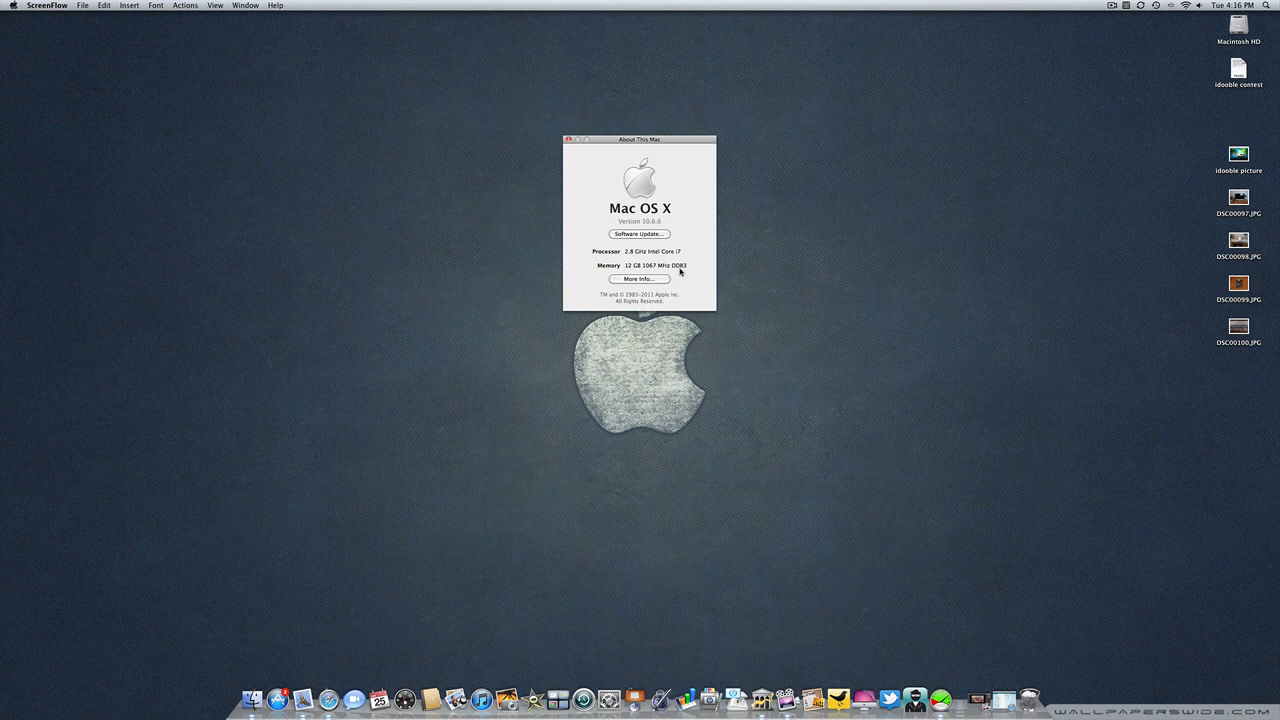 ScreenFlow File Edit Insert Font Actions View Window Help
Tue 4:16 PM
Macintosh HD
idooble contest
idooble picture
DSC00097.JPG
DSC00098.JPG
DSC00099.JPG
DSC00100.JPG
About This Mac
Mac OS X
Version 10.6.6
Software Update...
Processor 2.8 GHz Intel Core i7
Memory 12 GB 1067 MHz DDR3
More Info...
TM and © 1983-2011 Apple Inc.
All Rights Reserved.
25
WALLPAPERSWIDE.COM